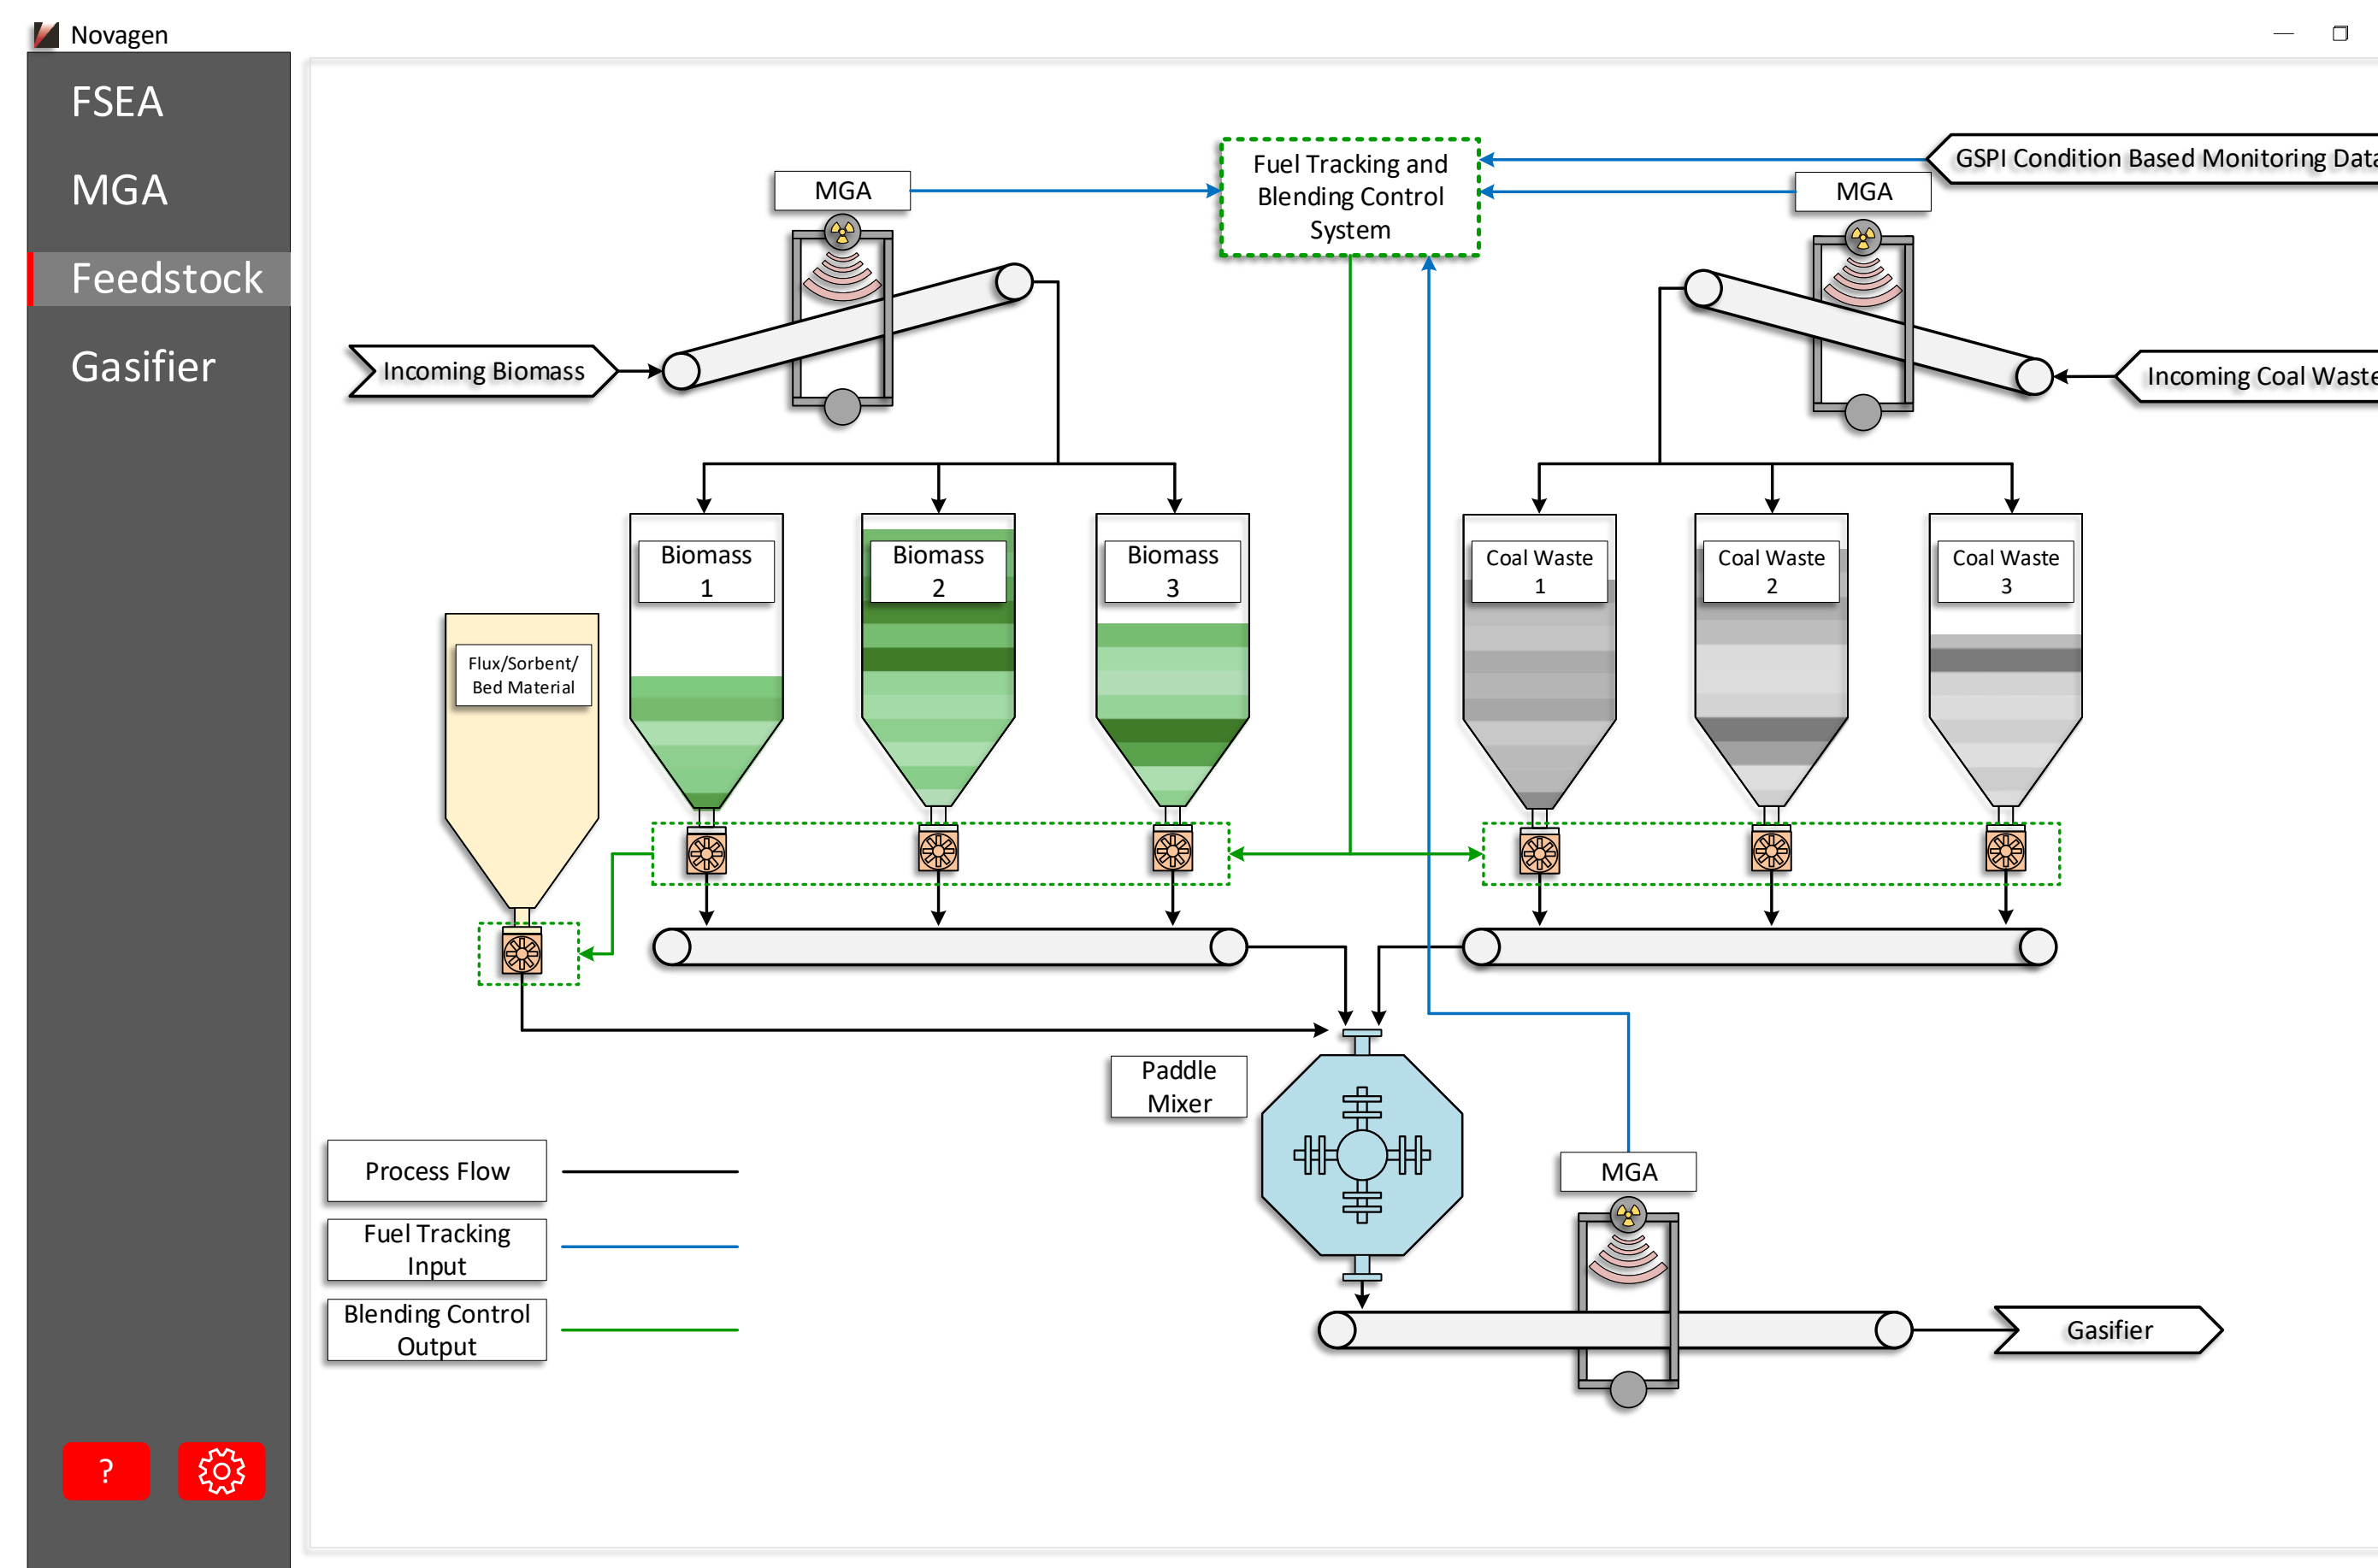 Novagen
FSEA
MGA
Feedstock
Gasifier
Fuel Tracking and
Blending Control
System
GSPI Condition Based Monitoring Data
MGA
MGA
Incoming Biomass
Incoming Coal Waste
Biomass
1
Biomass
2
Biomass
3
Coal Waste
1
Coal Waste
2
Coal Waste
3
Flux/Sorbent/
Bed Material
Paddle
Mixer
MGA
Process Flow
Fuel Tracking
Input
Blending Control
Output
Gasifier
?